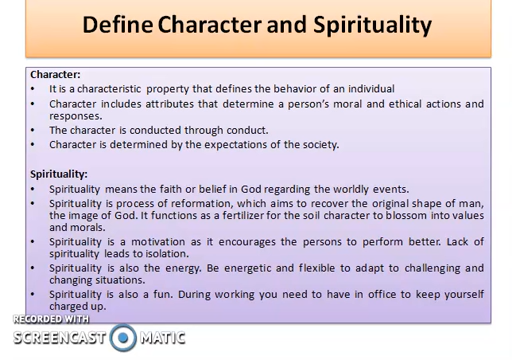 Define Character and Spirituality
Character:
• It is a characteristic property that defines the behavior of an individual
• Character includes attributes that determine a person's moral and ethical actions and
responses.
• The character is conducted through conduct.
• Character is determined by the expectations of the society.
Spirituality:
• Spirituality means the faith or belief in God regarding the worldly events.
• Spirituality is process of reformation, which aims to recover the original shape of man,
the image of God. It functions as a fertilizer for the soil character to blossom into values
and morals.
• Spirituality is a motivation as it encourages the persons to perform better. Lack of
spirituality leads to isolation.
• Spirituality is also the energy. Be energetic and flexible to adapt to challenging and
changing situations.
• Spirituality is also a fun. During working you need to have in office to keep yourself
charged up.
RECORDED WITH
SCREENCAST MATIC